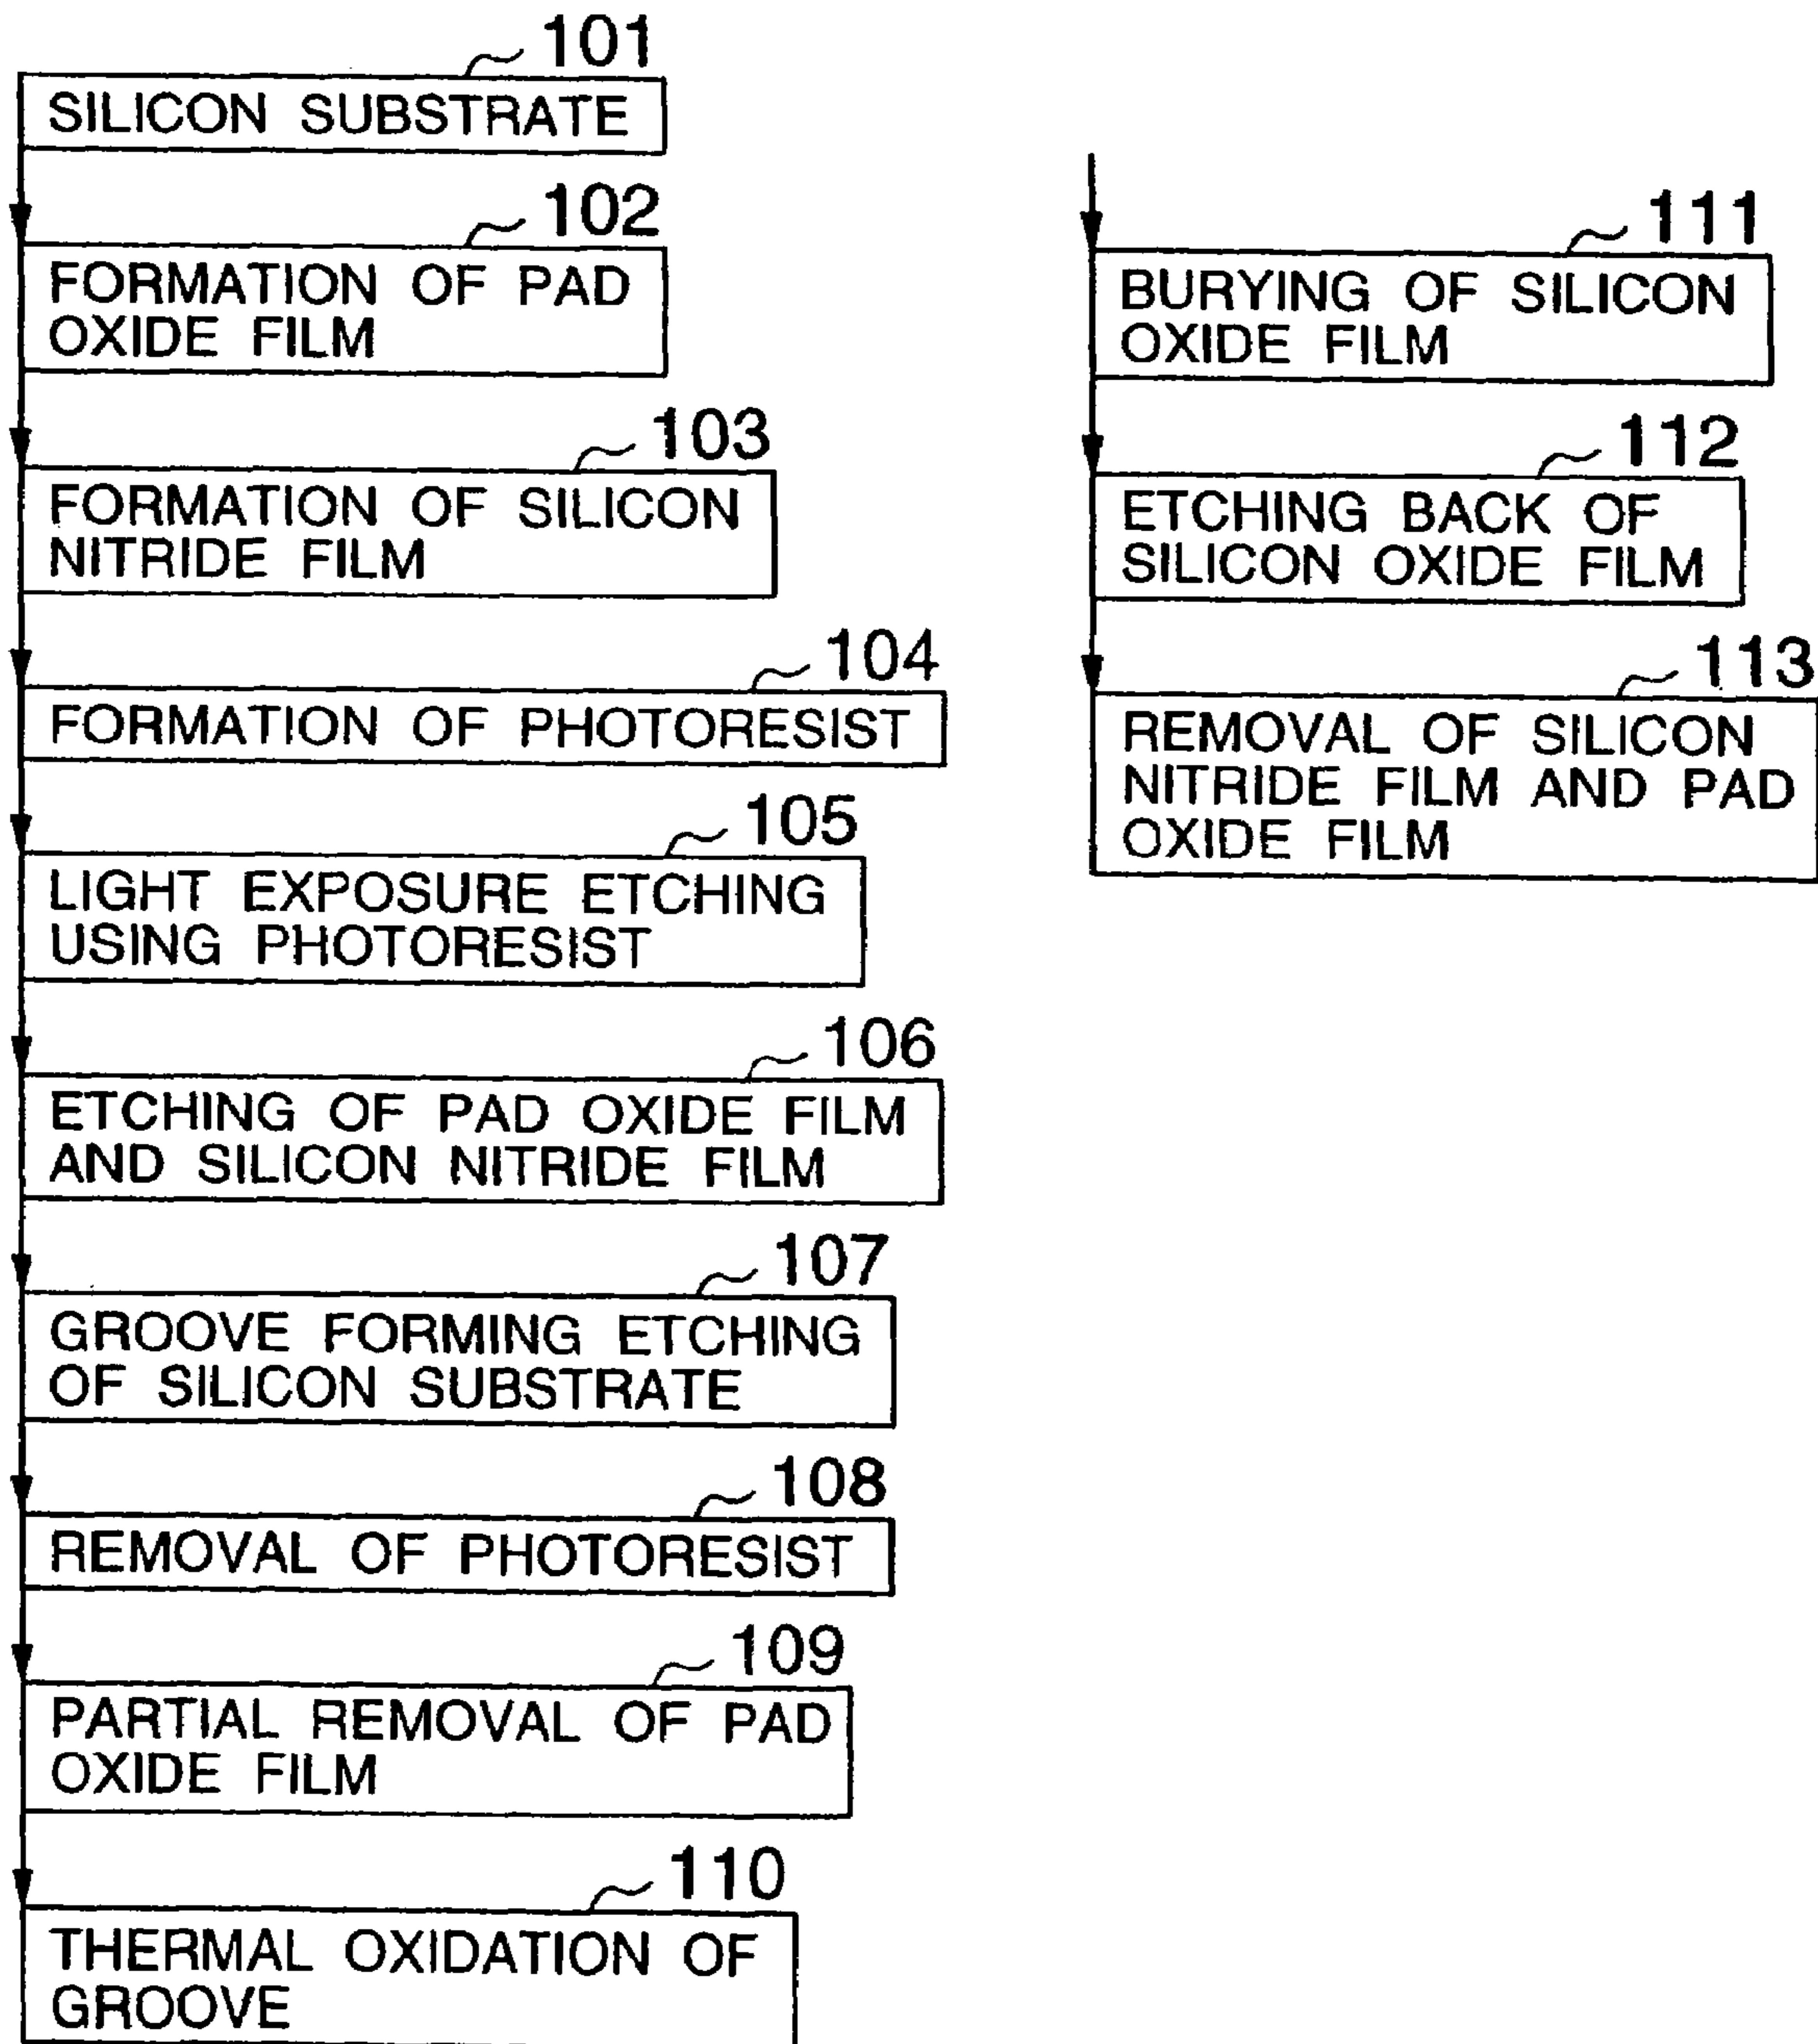 101
SILICON SUBSTRATE
102
FORMATION OF PAD
OXIDE FILM
103
FORMATION OF SILICON
NITRIDE FILM
104
FORMATION OF PHOTORESIST
105
LIGHT EXPOSURE ETCHING
USING PHOTORESIST
106
ETCHING OF PAD OXIDE FILM
AND SILICON NITRIDE FILM
107
GROOVE FORMING ETCHING
OF SILICON SUBSTRATE
108
REMOVAL OF PHOTORESIST
109
PARTIAL REMOVAL OF PAD
OXIDE FILM
110
THERMAL OXIDATION OF
GROOVE
111
BURYING OF SILICON
OXIDE FILM
112
ETCHING BACK OF
SILICON OXIDE FILM
113
REMOVAL OF SILICON
NITRIDE FILM AND PAD
OXIDE FILM